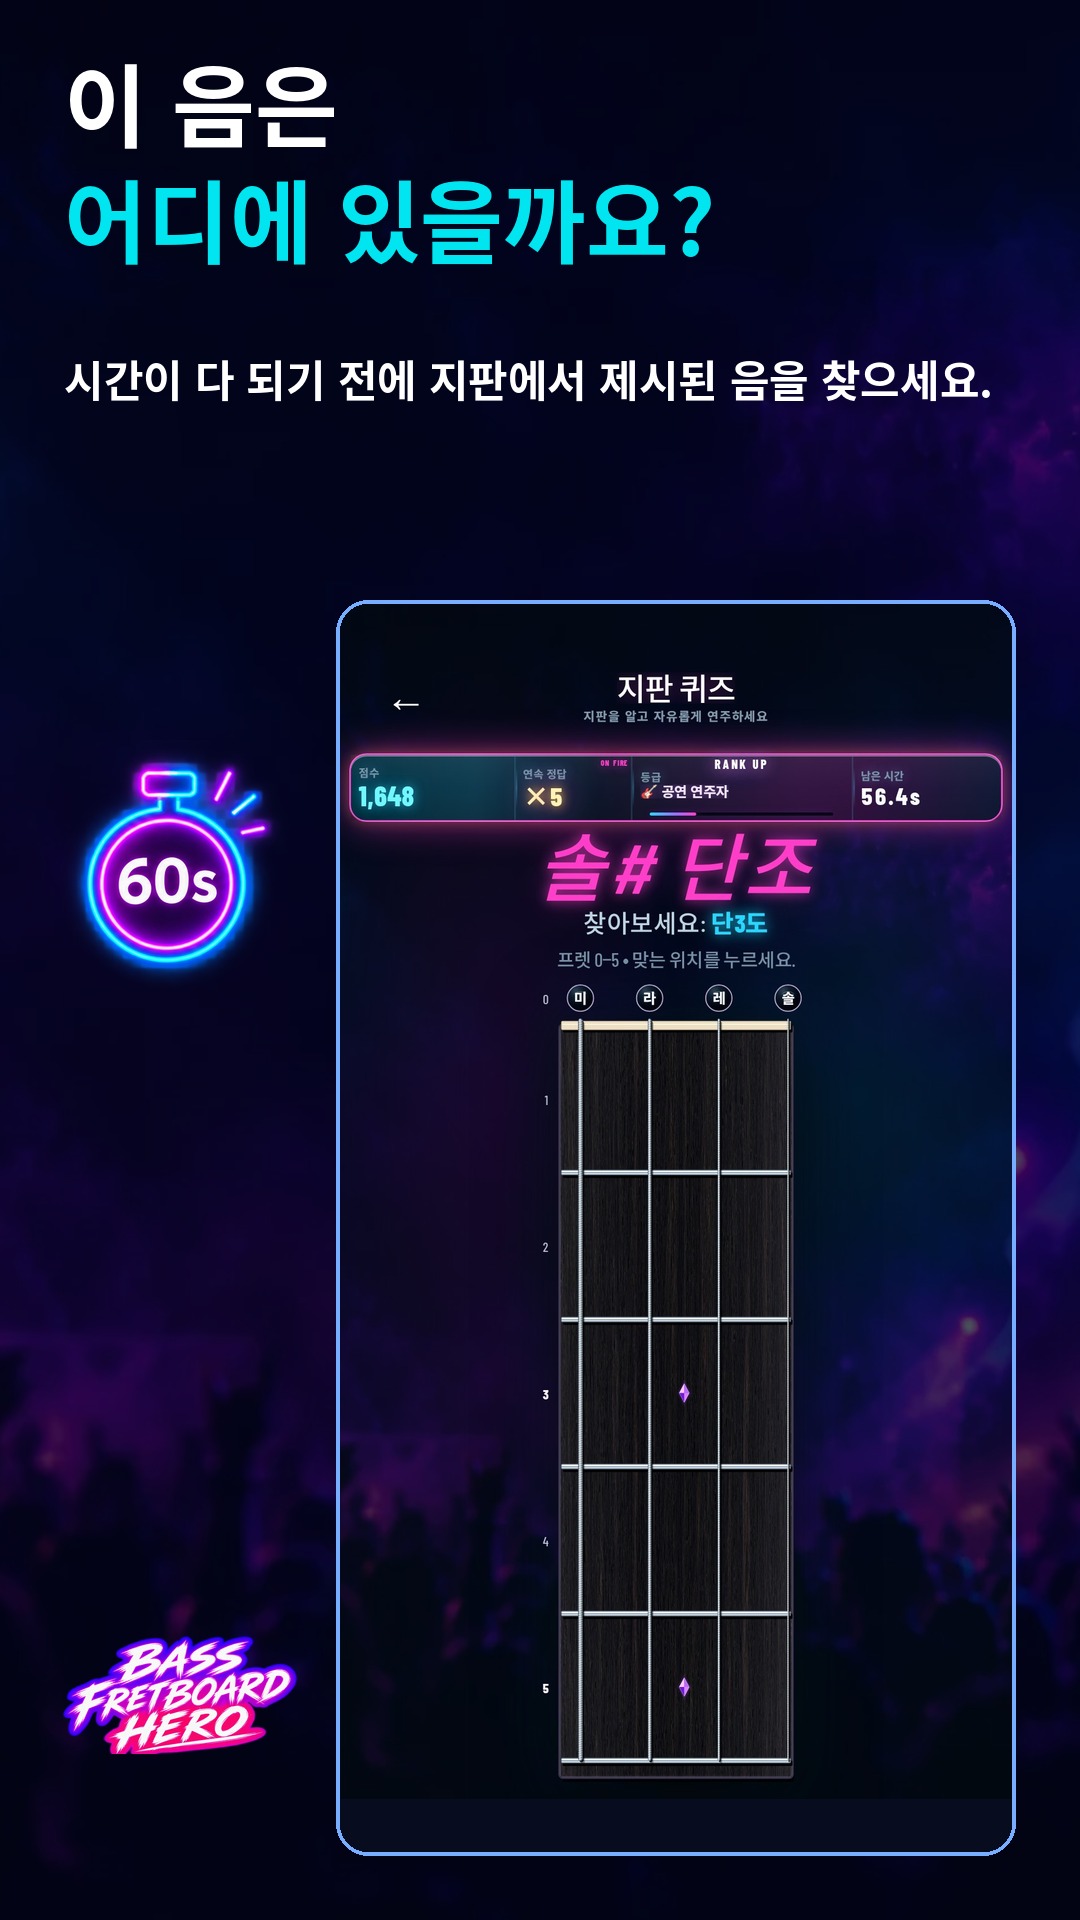 이 음은
어디에 있을까요?
시간이 다 되기 전에 지판에서 제시된 음을 찾으세요.
60s
←
지판 퀴즈
지판을 알고 자유롭게 연주하세요
점수
1,648
연속 정답
ON FIRE
×5
RANK UP
등급
공연 연주자
남은 시간
56.4s
솔# 단조
찾아보세요: 단3도
프렛 0–5 • 맞는 위치를 누르세요.
0 미 라 레 솔
1
2
3
4
5
BASS
FRETBOARD
HERO